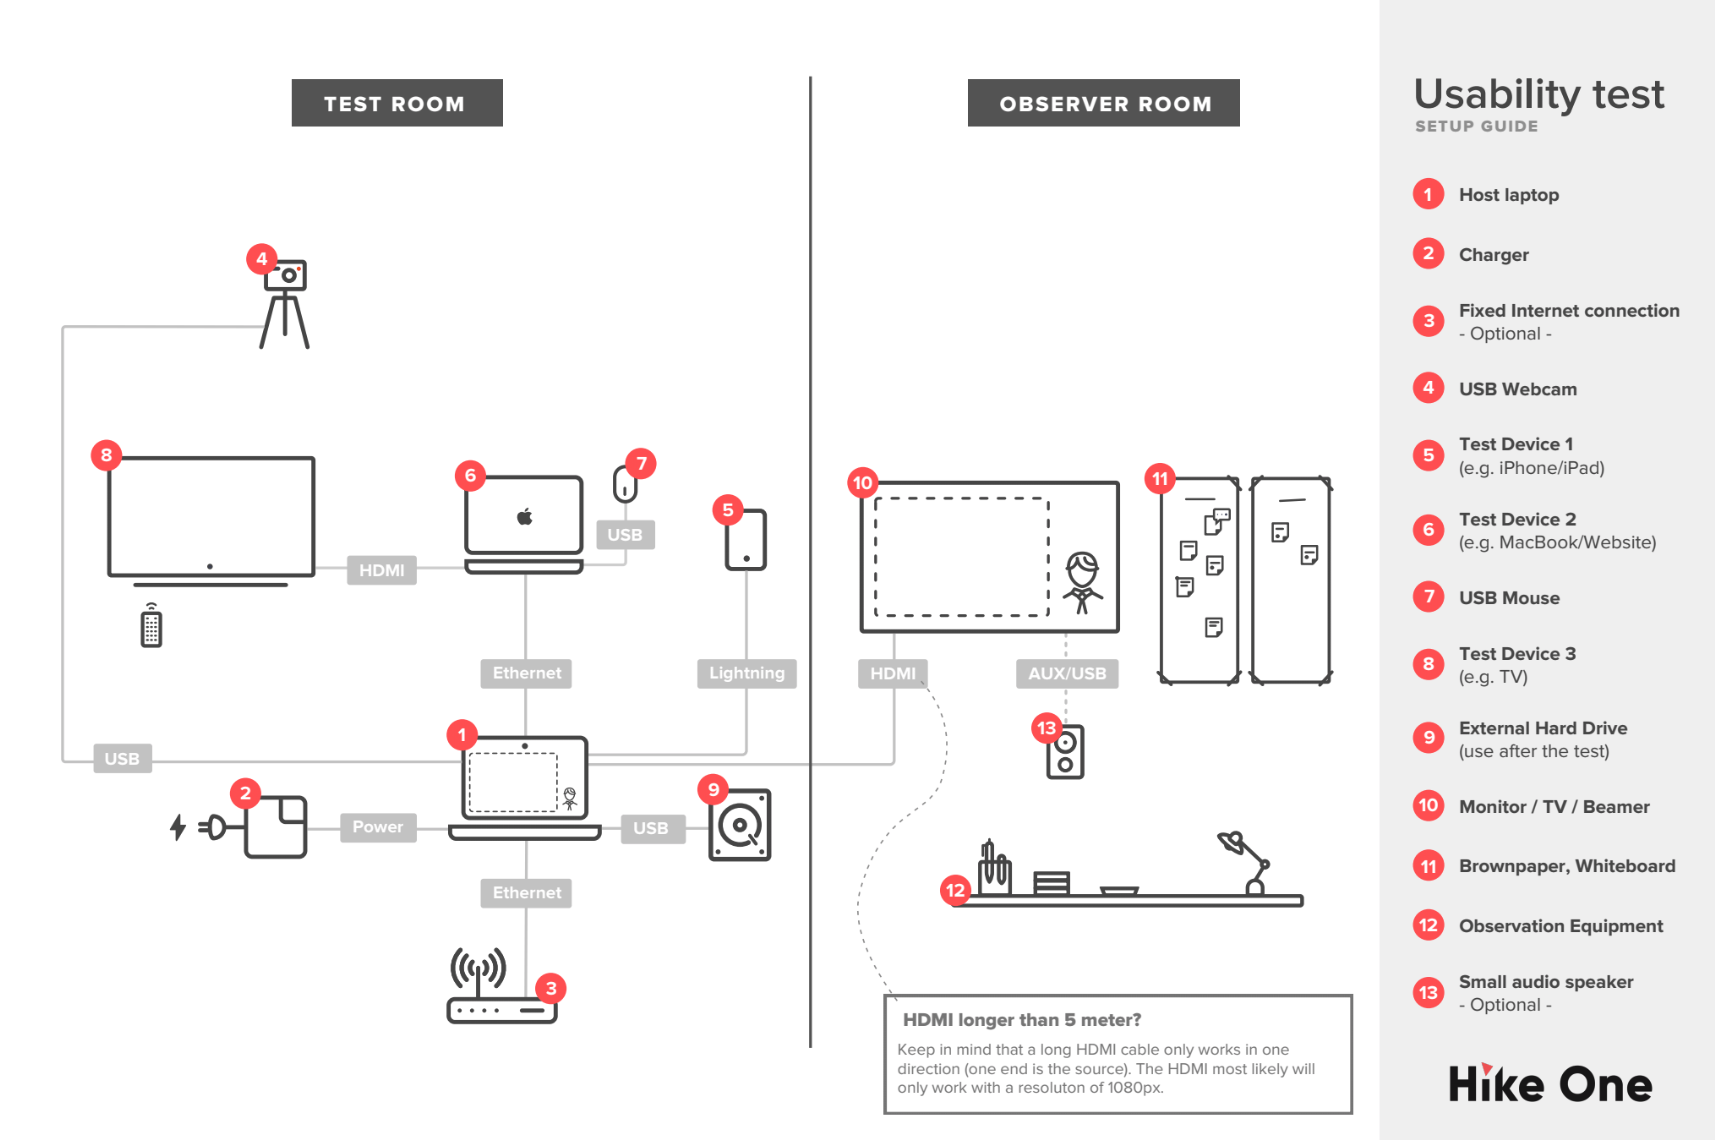 TEST ROOM
OBSERVER ROOM
4
8
6
7
USB
5
HDMI
Ethernet
Lightning
1
USB
2
Power
USB
9
Ethernet
3
10
11
HDMI
AUX/USB
13
12
HDMI longer than 5 meter?
Keep in mind that a long HDMI cable only works in one
direction (one end is the source). The HDMI most likely will
only work with a resoluton of 1080px.
Usability test
SETUP GUIDE
1 Host laptop
2 Charger
3 Fixed Internet connection
- Optional -
4 USB Webcam
5 Test Device 1
(e.g. iPhone/iPad)
6 Test Device 2
(e.g. MacBook/Website)
7 USB Mouse
8 Test Device 3
(e.g. TV)
9 External Hard Drive
(use after the test)
10 Monitor / TV / Beamer
11 Brownpaper, Whiteboard
12 Observation Equipment
13 Small audio speaker
- Optional -
Hike One